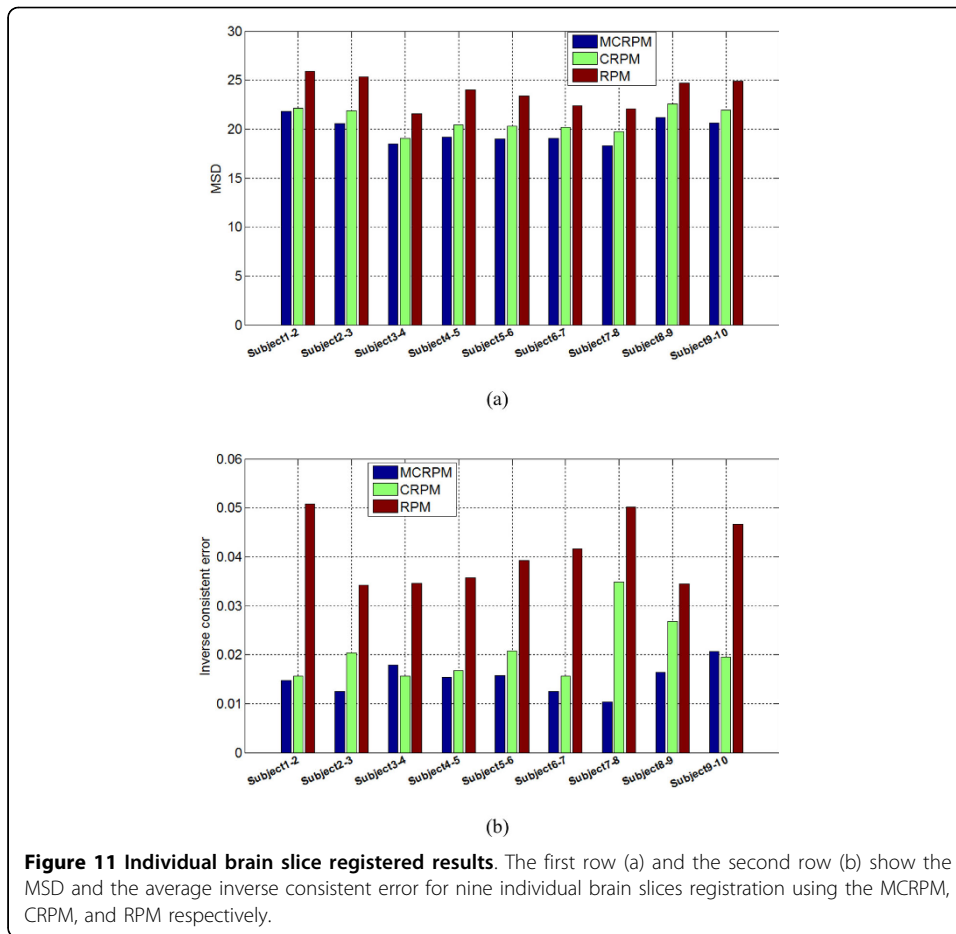 30
25
20
15
10
5
0
MSD
MCRPM
CRPM
RPM
Subject1-2
Subject2-3
Subject3-4
Subject4-5
Subject5-6
Subject6-7
Subject7-8
Subject8-9
Subject9-10
(a)
0.06
0.05
0.04
0.03
0.02
0.01
0
Inverse consistent error
MCRPM
CRPM
RPM
Subject1-2
Subject2-3
Subject3-4
Subject4-5
Subject5-6
Subject6-7
Subject7-8
Subject8-9
Subject9-10
(b)
Figure 11 Individual brain slice registered results. The first row (a) and the second row (b) show the
MSD and the average inverse consistent error for nine individual brain slices registration using the MCRPM,
CRPM, and RPM respectively.